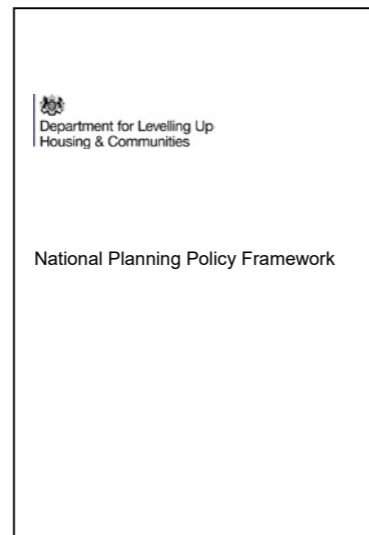 Department for Levelling Up
Housing & Communities
National Planning Policy Framework